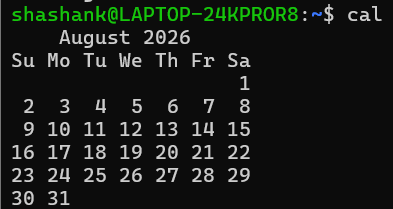 shashank@LAPTOP-24KPROR8:~$ cal
    August 2026
Su Mo Tu We Th Fr Sa
                   1
 2  3  4  5  6  7  8
 9 10 11 12 13 14 15
16 17 18 19 20 21 22
23 24 25 26 27 28 29
30 31